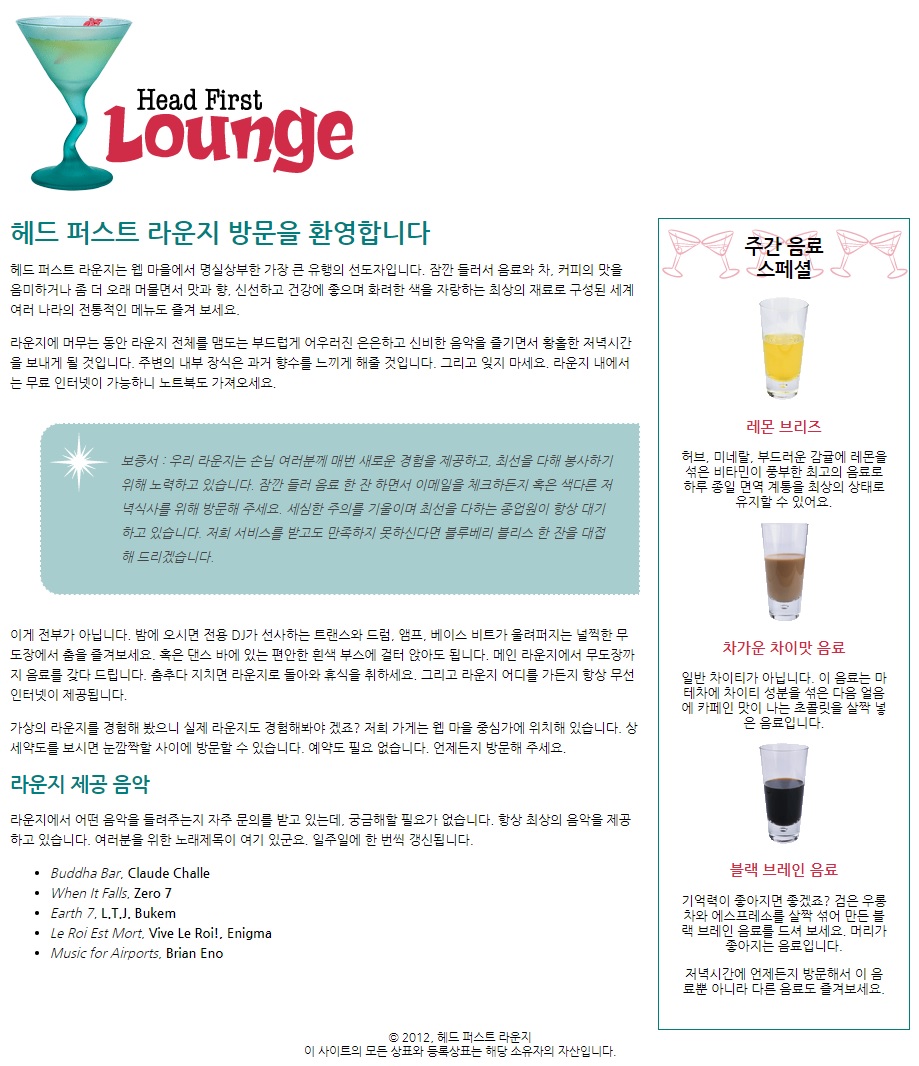 Head First
Lounge
헤드 퍼스트 라운지 방문을 환영합니다
헤드 퍼스트 라운지는 웹 마을에서 명실상부한 가장 큰 유행의 선도자입니다. 잠깐 들러서 음료와 차, 커피의 맛을
음미하거나 좀 더 오래 머물면서 맛과 향, 신선하고 건강에 좋으며 화려한 색을 자랑하는 최상의 재료로 구성된 세계
여러 나라의 전통적인 메뉴도 즐겨 보세요.
라운지에 머무는 동안 라운지 전체를 맴도는 부드럽게 어우러진 은은하고 신비한 음악을 즐기면서 황홀한 저녁시간
을 보내게 될 것입니다. 주변의 내부 장식은 과거 향수를 느끼게 해줄 것입니다. 그리고 잊지 마세요. 라운지 내에서
는 무료 인터넷이 가능하니 노트북도 가져오세요.
보증서 : 우리 라운지는 손님 여러분께 매번 새로운 경험을 제공하고, 최선을 다해 봉사하기
위해 노력하고 있습니다. 잠깐 들러 음료 한 잔 하면서 이메일을 체크하든지 혹은 색다른 저
녁식사를 위해 방문해 주세요. 세심한 주의를 기울이며 최선을 다하는 종업원이 항상 대기
하고 있습니다. 저희 서비스를 받고도 만족하지 못하신다면 블루베리 블리스 한 잔을 대접
해 드리겠습니다.
이게 전부가 아닙니다. 밤에 오시면 전용 DJ가 선사하는 트랜스와 드럼, 앰프, 베이스 비트가 울려퍼지는 널찍한 무
도장에서 춤을 즐겨보세요. 혹은 댄스 바에 있는 편안한 흰색 부스에 걸터 앉아도 됩니다. 메인 라운지에서 무도장까
지 음료를 갖다 드립니다. 춤추다 지치면 라운지로 돌아와 휴식을 취하세요. 그리고 라운지 어디를 가든지 항상 무선
인터넷이 제공됩니다.
가상의 라운지를 경험해 봤으니 실제 라운지도 경험해봐야 겠죠? 저희 가게는 웹 마을 중심가에 위치해 있습니다. 상
세약도를 보시면 눈깜짝할 사이에 방문할 수 있습니다. 예약도 필요 없습니다. 언제든지 방문해 주세요.
라운지 제공 음악
라운지에서 어떤 음악을 들려주는지 자주 문의를 받고 있는데, 궁금해할 필요가 없습니다. 항상 최상의 음악을 제공
하고 있습니다. 여러분을 위한 노래제목이 여기 있군요. 일주일에 한 번씩 갱신됩니다.
• Buddha Bar, Claude Challe
• When It Falls, Zero 7
• Earth 7, L.T.J. Bukem
• Le Roi Est Mort, Vive Le Roi!, Enigma
• Music for Airports, Brian Eno
주간 음료
스페셜
레몬 브리즈
허브, 미네랄, 부드러운 감귤에 레몬을
섞은 비타민이 풍부한 최고의 음료로
하루 종일 면역 계통을 최상의 상태로
유지할 수 있어요.
차가운 차이맛 음료
일반 차이티가 아닙니다. 이 음료는 마
테차에 차이티 성분을 섞은 다음 얼음
에 카페인 맛이 나는 초콜릿을 살짝 넣
은 음료입니다.
블랙 브레인 음료
기억력이 좋아지면 좋겠죠? 검은 우롱
차와 에스프레소를 살짝 섞어 만든 블
랙 브레인 음료를 드셔 보세요. 머리가
좋아지는 음료입니다.
저녁시간에 언제든지 방문해서 이 음
료뿐 아니라 다른 음료도 즐겨보세요.
© 2012, 헤드 퍼스트 라운지
이 사이트의 모든 상표와 등록상표는 해당 소유자의 자산입니다.